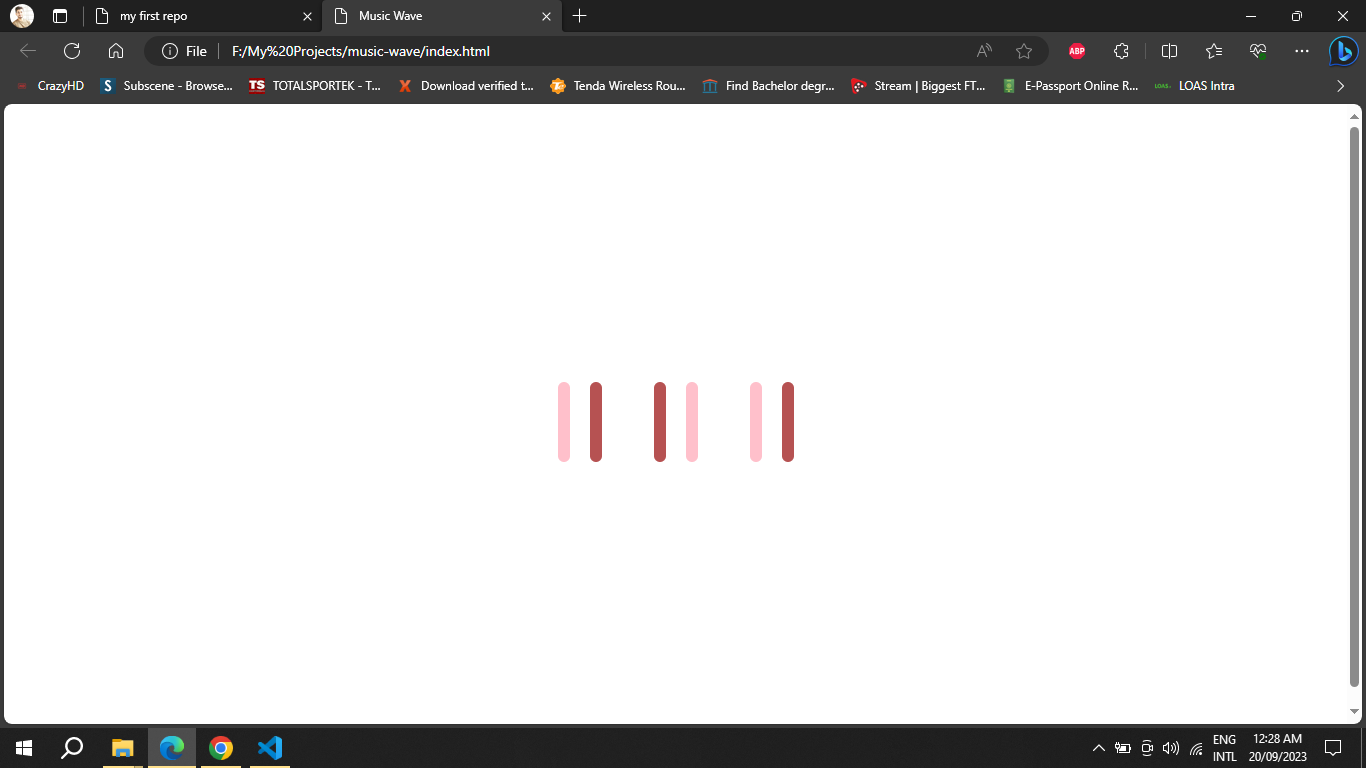 my first repo
Music Wave
File
F:/My%20Projects/music-wave/index.html
ABP
CrazyHD
S
Subscene - Browse...
TS
TOTALSPORTEK - T...
X
Download verified t...
Tenda Wireless Rou...
Find Bachelor degr...
Stream | Biggest FT...
E-Passport Online R...
LOAS
LOAS Intra
ENG
INTL
12:28 AM
20/09/2023